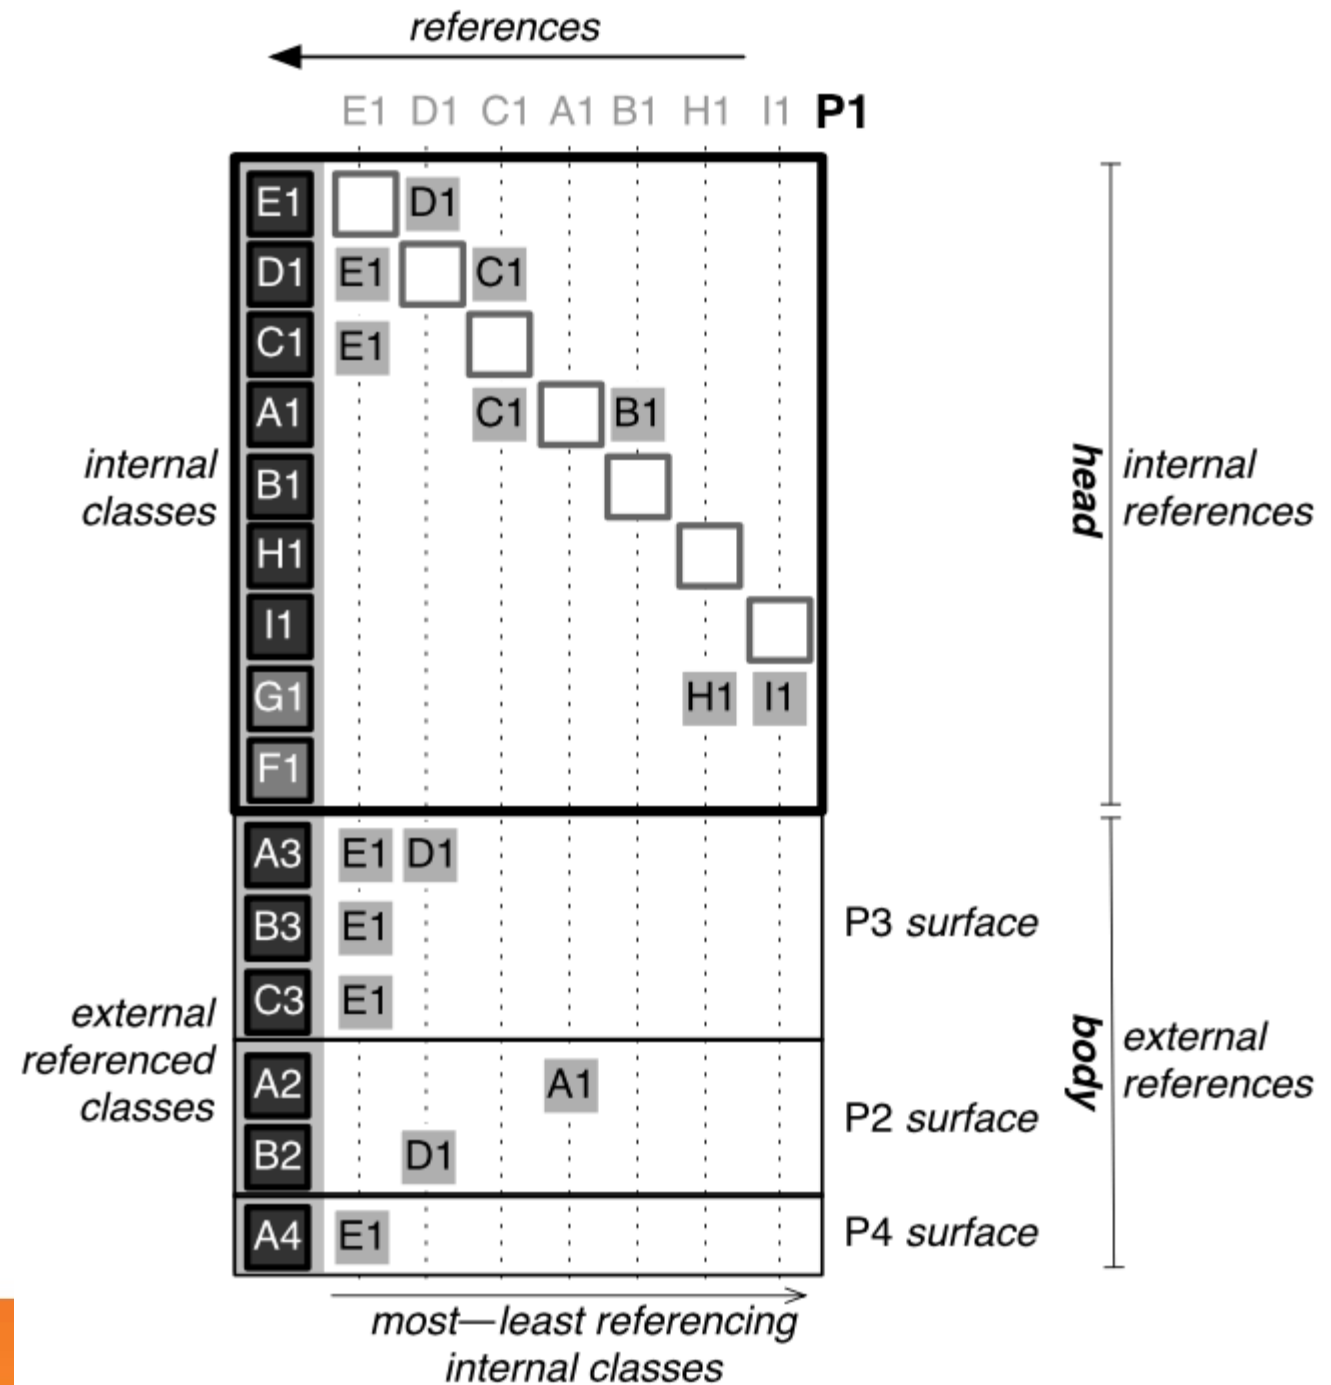 references
E1 D1 C1 A1 B1 H1 I1 P1
E1 D1
D1 E1 C1
C1 E1
A1 C1 B1
internal
classes
B1
H1
I1
G1 H1 I1
F1
head
internal
references
A3 E1 D1
B3 E1
C3 E1
P3 surface
external
referenced
classes
A2 A1
B2 D1
P2 surface
body
external
references
A4 E1
P4 surface
most—least referencing
internal classes